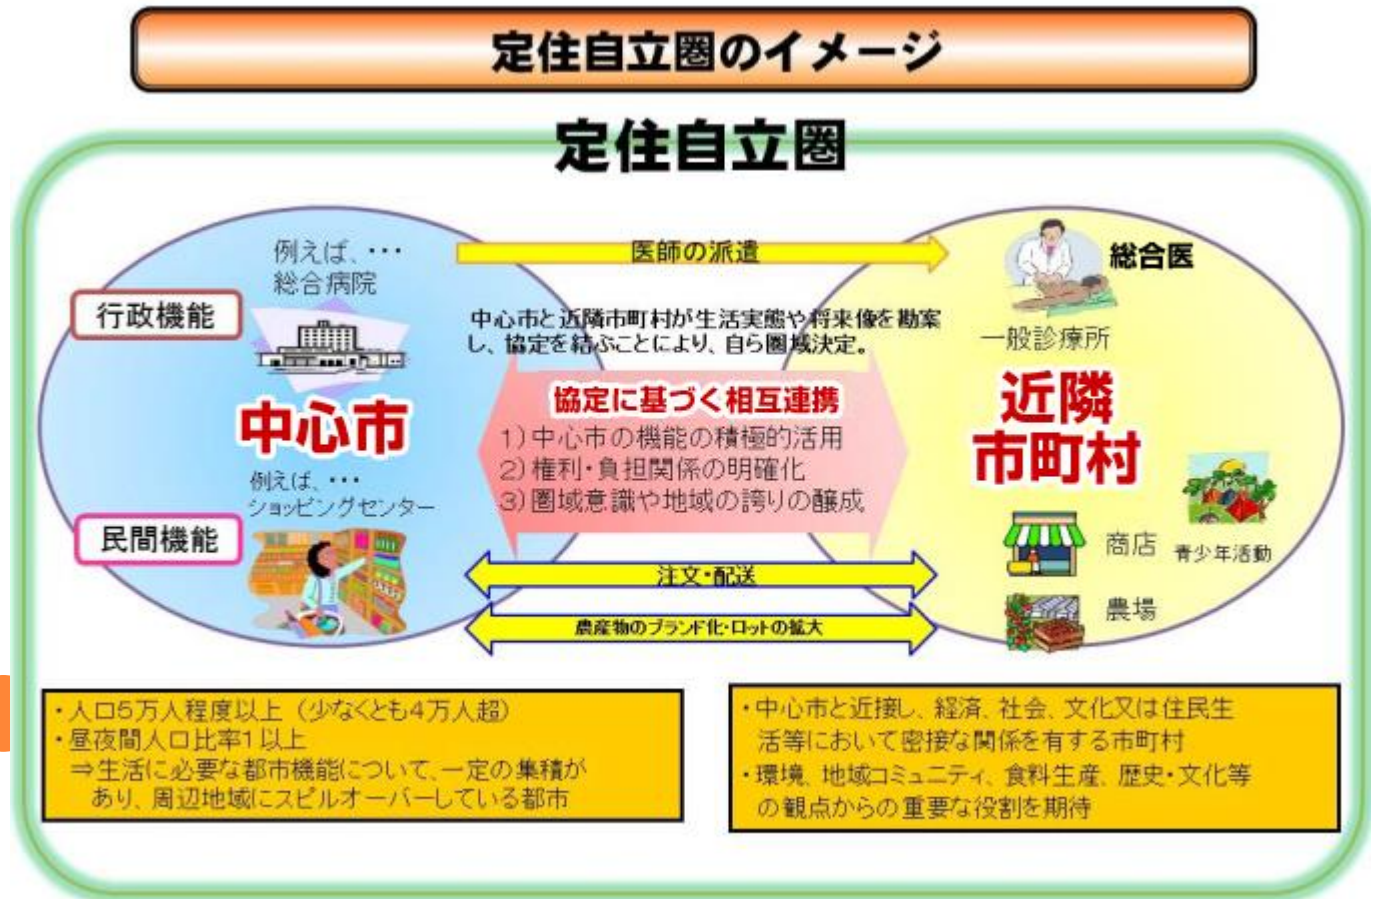 定住自立圏のイメージ
定住自立圏
例えば、・・・
総合病院
行政機能
中心市
例えば、・・・
ショッピングセンター
民間機能
医師の派遣
中心市と近隣市町村が生活実態や将来像を勘案
し、協定を結ぶことにより、自ら圏域決定。
協定に基づく相互連携
1)中心市の機能の積極的活用
2)権利・負担関係の明確化
3)圏域意識や地域の誇りの醸成
注文・配送
農産物のブランド化・ロットの拡大
総合医
一般診療所
近隣
市町村
商店
青少年活動
農場
・人口5万人程度以上（少なくとも4万人超）
・昼夜間人口比率1以上
⇒生活に必要な都市機能について、一定の集積が
あり、周辺地域にスピルオーバーしている都市
・中心市と近接し、経済、社会、文化又は住民生
活等において密接な関係を有する市町村
・環境、地域コミュニティ、食料生産、歴史・文化等
の観点からの重要な役割を期待